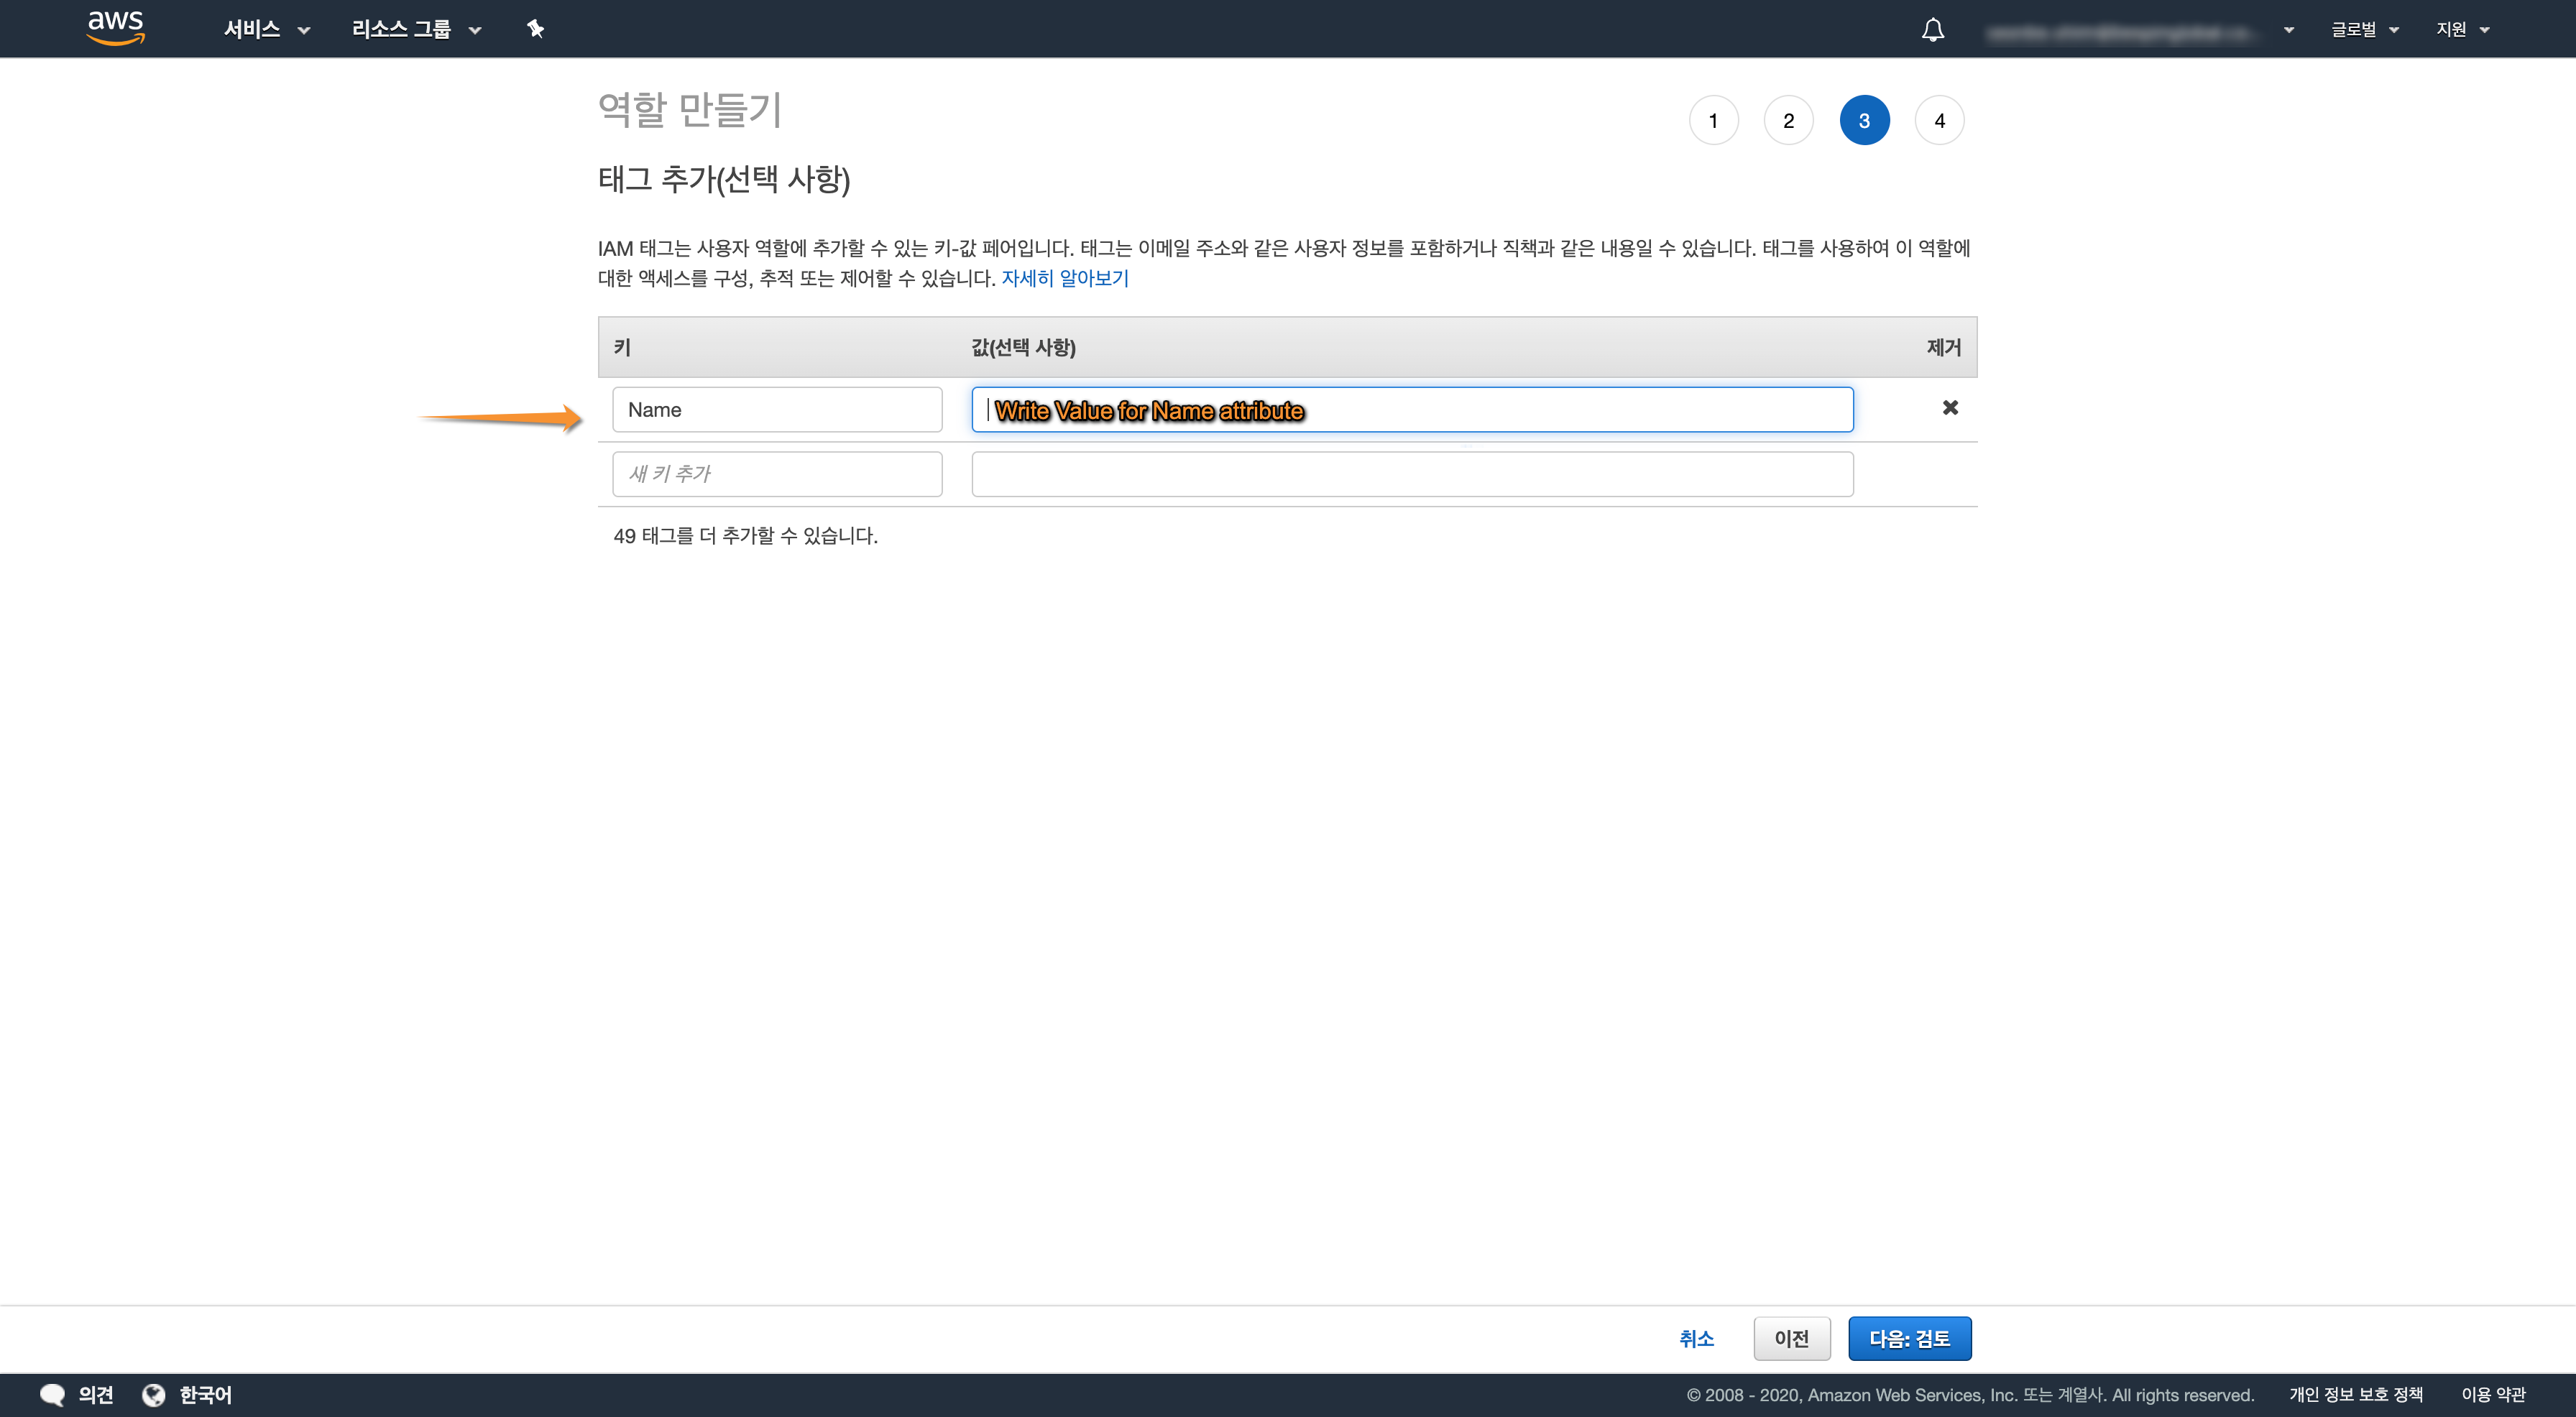 aws 서비스 리소스 그룹 글로벌 지원
역할 만들기
1 2 3 4
태그 추가(선택 사항)
IAM 태그는 사용자 역할에 추가할 수 있는 키-값 페어입니다. 태그는 이메일 주소와 같은 사용자 정보를 포함하거나 직책과 같은 내용일 수 있습니다. 태그를 사용하여 이 역할에
대한 액세스를 구성, 추적 또는 제어할 수 있습니다. 자세히 알아보기
키 값(선택 사항) 제거
Name Write Value for Name attribute
새 키 추가
49 태그를 더 추가할 수 있습니다.
취소 이전 다음: 검토
의견 한국어 © 2008 - 2020, Amazon Web Services, Inc. 또는 계열사. All rights reserved. 개인 정보 보호 정책 이용 약관